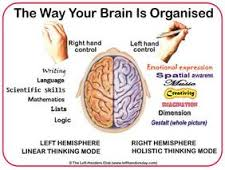 The Way Your Brain Is Organised
Right hand
control
Left hand
control
Writing
Language
Scientific skills
Mathematics
Lists
Logic
Emotional expression
Spatial awareness
Music
Creativity
IMAGINATION
Dimension
Gestalt (whole picture)
LEFT HEMISPHERE
LINEAR THINKING MODE
RIGHT HEMISPHERE
HOLISTIC THINKING MODE